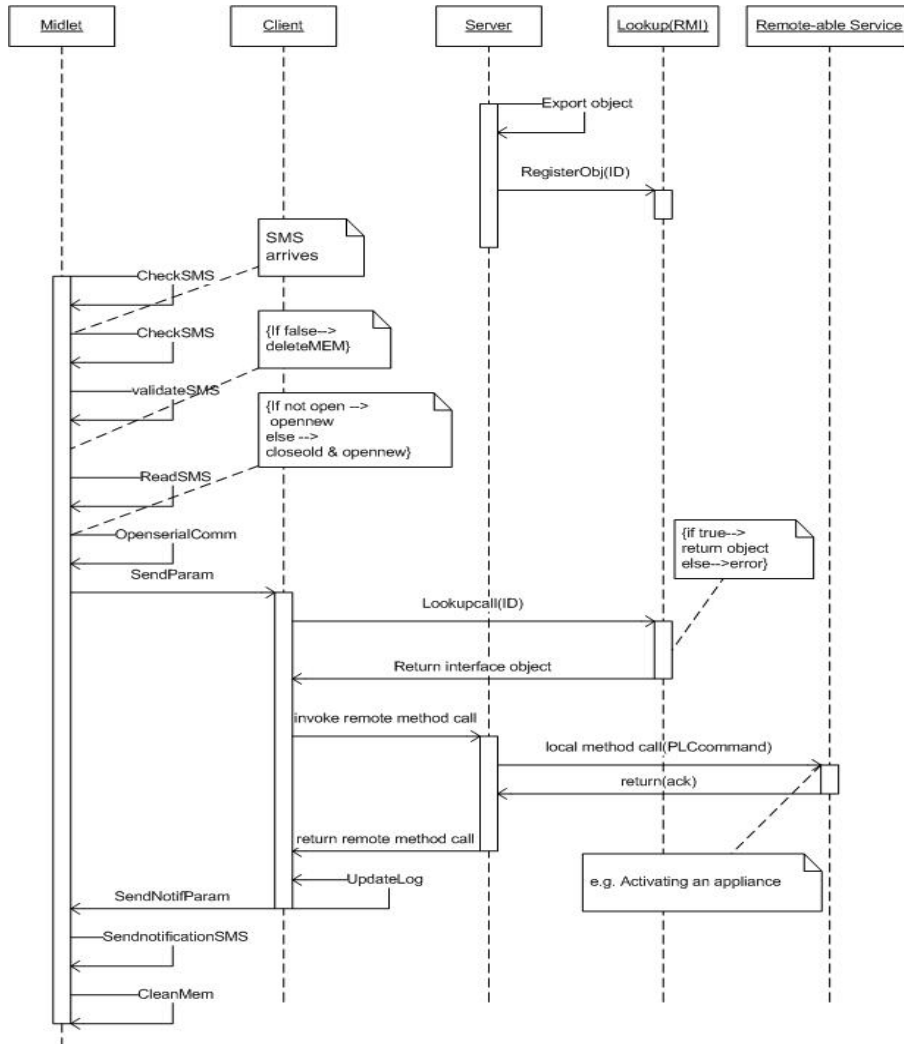 Midlet
Client
Server
Lookup(RMI)
Remote-able Service
Export object
RegisterObj(ID)
SMS
arrives
CheckSMS
CheckSMS
{If false-->
deleteMEM}
validateSMS
{If not open -->
opennew
else -->
closeold & opennew}
ReadSMS
OpenserialComm
{if true-->
return object
else-->error}
SendParam
Lookupcall(ID)
Return interface object
invoke remote method call
local method call(PLCcommand)
return(ack)
return remote method call
UpdateLog
e.g. Activating an appliance
SendNotifParam
SendnotificationSMS
CleanMem